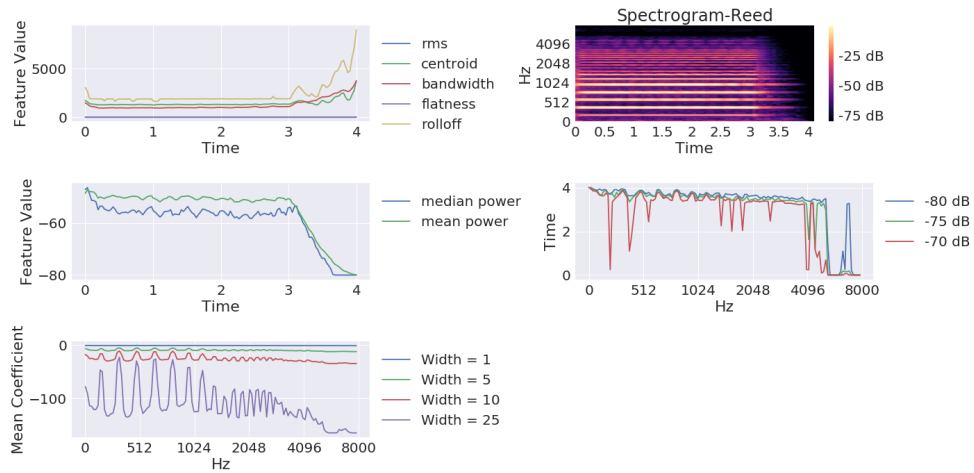 Feature Value
5000
0
0
1
2
3
4
Time
rms
centroid
bandwidth
flatness
rolloff
Spectrogram-Reed
Hz
4096
2048
1024
512
0
0
0.5
1
1.5
2
2.5
3
3.5
4
Time
-25 dB
-50 dB
-75 dB
Feature Value
−60
−80
0
1
2
3
4
Time
median power
mean power
Time
4
2
0
0
512
1024
2048
4096
8000
Hz
-80 dB
-75 dB
-70 dB
Mean Coefficient
0
−100
0
512
1024
2048
4096
8000
Hz
Width = 1
Width = 5
Width = 10
Width = 25